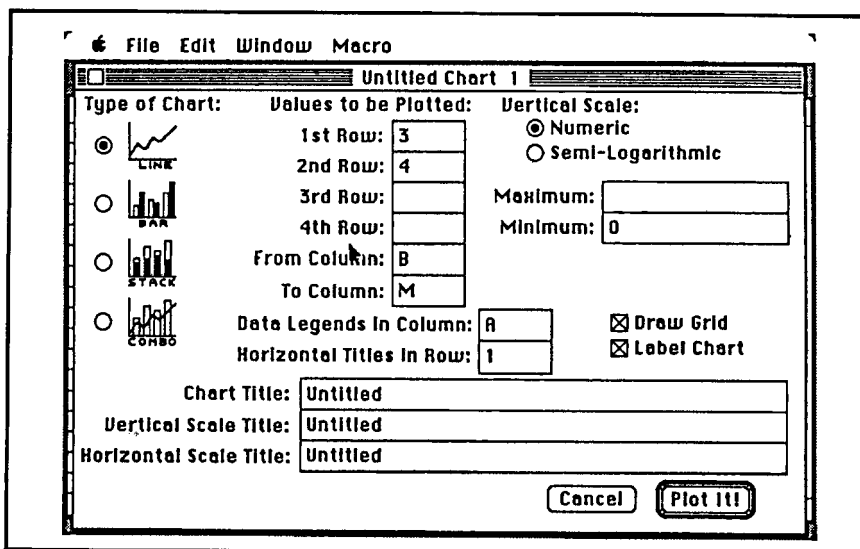 File Edit Window Macro
Untitled Chart 1
Type of Chart:
LINE
BAR
STACK
COMBO
Values to be Plotted:
1st Row: 3
2nd Row: 4
3rd Row:
4th Row:
From Column: B
To Column: M
Vertical Scale:
Numeric
Semi-Logarithmic
Maximum:
Minimum: 0
Data Legends in Column: A
Horizontal Titles in Row: 1
Draw Grid
Label Chart
Chart Title: Untitled
Vertical Scale Title: Untitled
Horizontal Scale Title: Untitled
Cancel
Plot It!